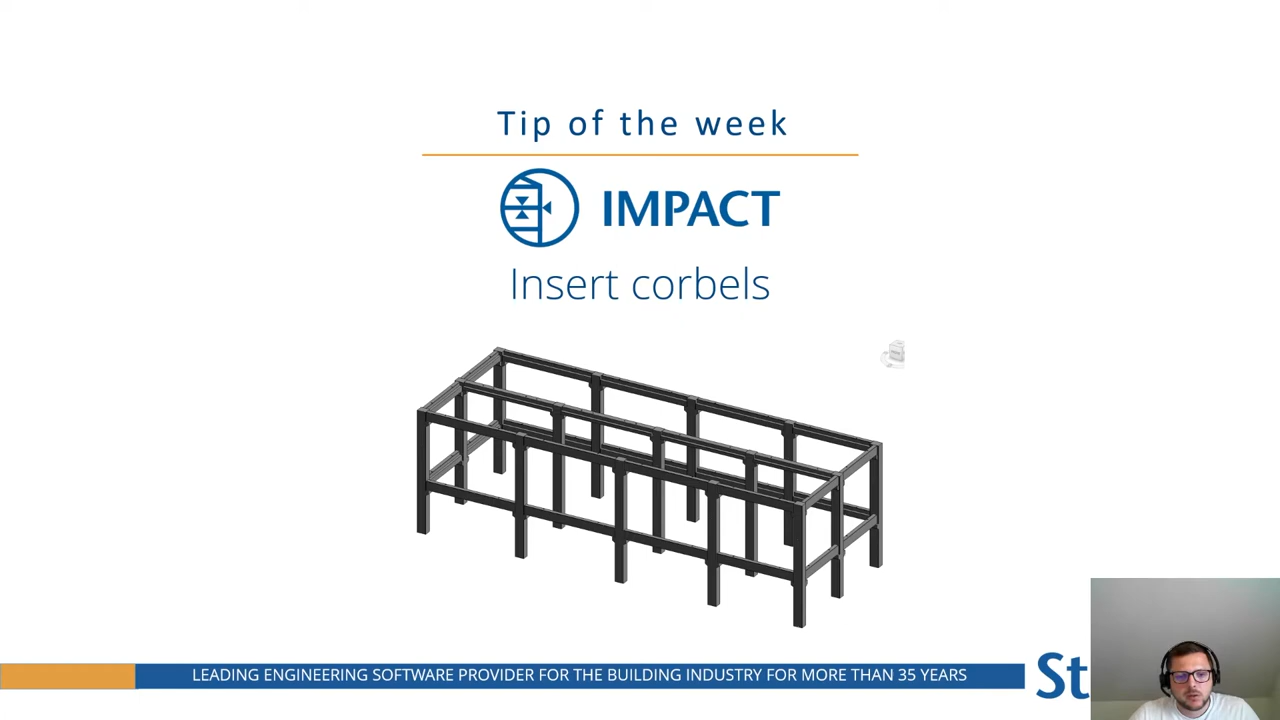 Tip of the week
IMPACT
Insert corbels
LEADING ENGINEERING SOFTWARE PROVIDER FOR THE BUILDING INDUSTRY FOR MORE THAN 35 YEARS
St